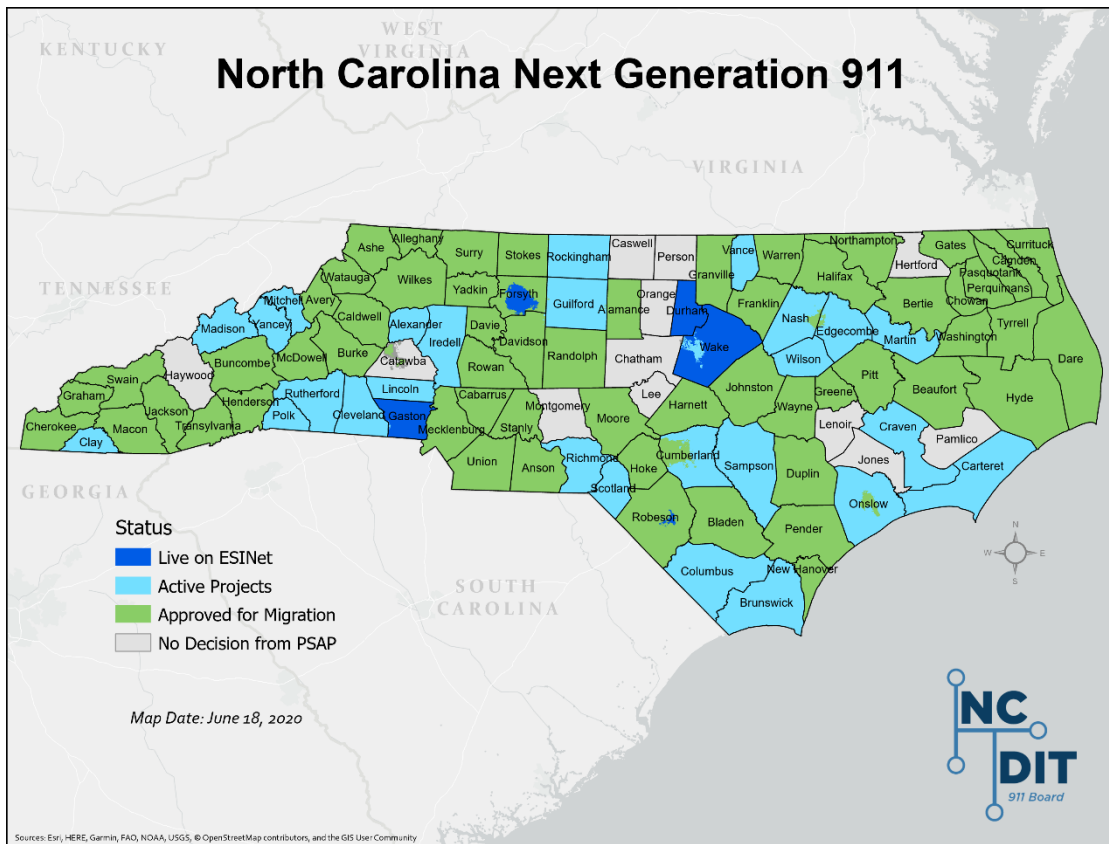 KENTUCKY
WEST
VIRGINIA
North Carolina Next Generation 911
VIRGINIA
TENNESSEE
Ashe
Alleghany
Surry
Stokes
Rockingham
Caswell
Person
Granville
Vance
Warren
Northampton
Halifax
Hertford
Gates
Currituck
Camden
Pasquotank
Perquimans
Chowan
Bertie
Watauga
Wilkes
Yadkin
Forsyth
Guilford
Alamance
Orange
Durham
Franklin
Nash
Edgecombe
Martin
Washington
Tyrrell
Dare
Mitchell
Avery
Caldwell
Alexander
Iredell
Davie
Davidson
Randolph
Chatham
Wake
Wilson
Madison
Yancey
Buncombe
McDowell
Burke
Catawba
Rowan
Johnston
Greene
Pitt
Beaufort
Hyde
Haywood
Swain
Graham
Rutherford
Lincoln
Cabarrus
Montgomery
Moore
Lee
Harnett
Wayne
Lenoir
Craven
Pamlico
Cherokee
Clay
Macon
Jackson
Transylvania
Henderson
Polk
Cleveland
Gaston
Mecklenburg
Stanly
Union
Anson
Richmond
Scotland
Hoke
Cumberland
Sampson
Duplin
Jones
Carteret
Onslow
Robeson
Bladen
Pender
Columbus
New Hanover
Brunswick
GEORGIA
SOUTH
CAROLINA
Status
Live on ESINet
Active Projects
Approved for Migration
No Decision from PSAP
Map Date: June 18, 2020
N
W
E
S
NC
DIT
911 Board
Sources: Esri, HERE, Garmin, FAO, NOAA, USGS, © OpenStreetMap contributors, and the GIS User Community